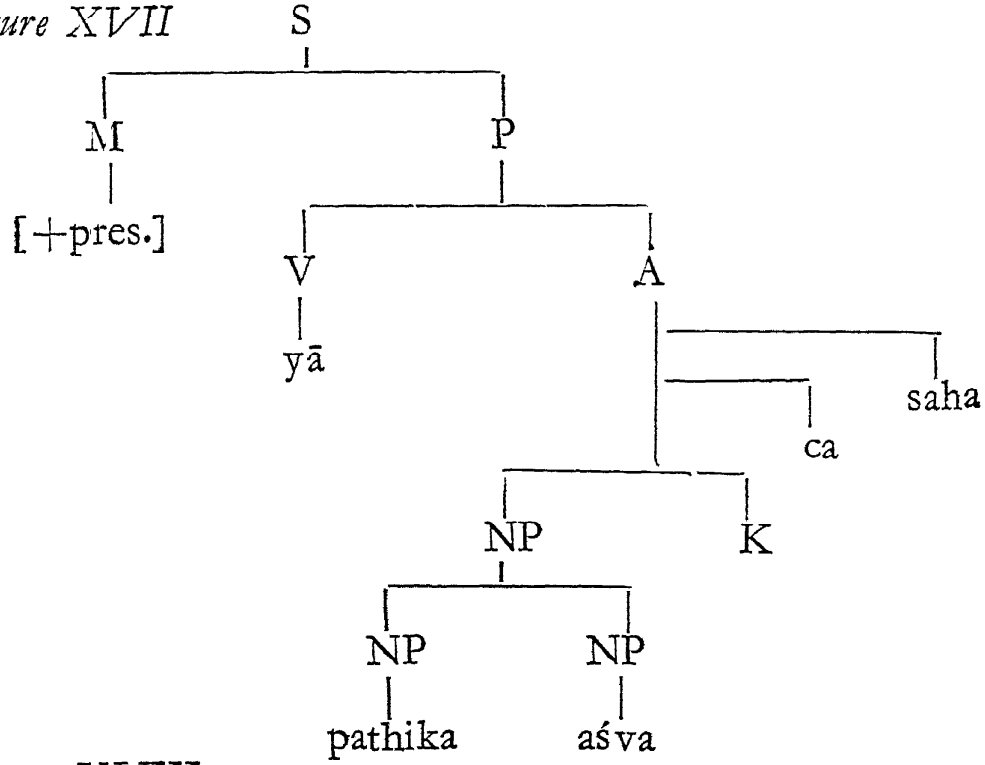 ure XVII S
M P
[+pres.]
V A
yā
saha
ca
NP K
NP NP
pathika aśva